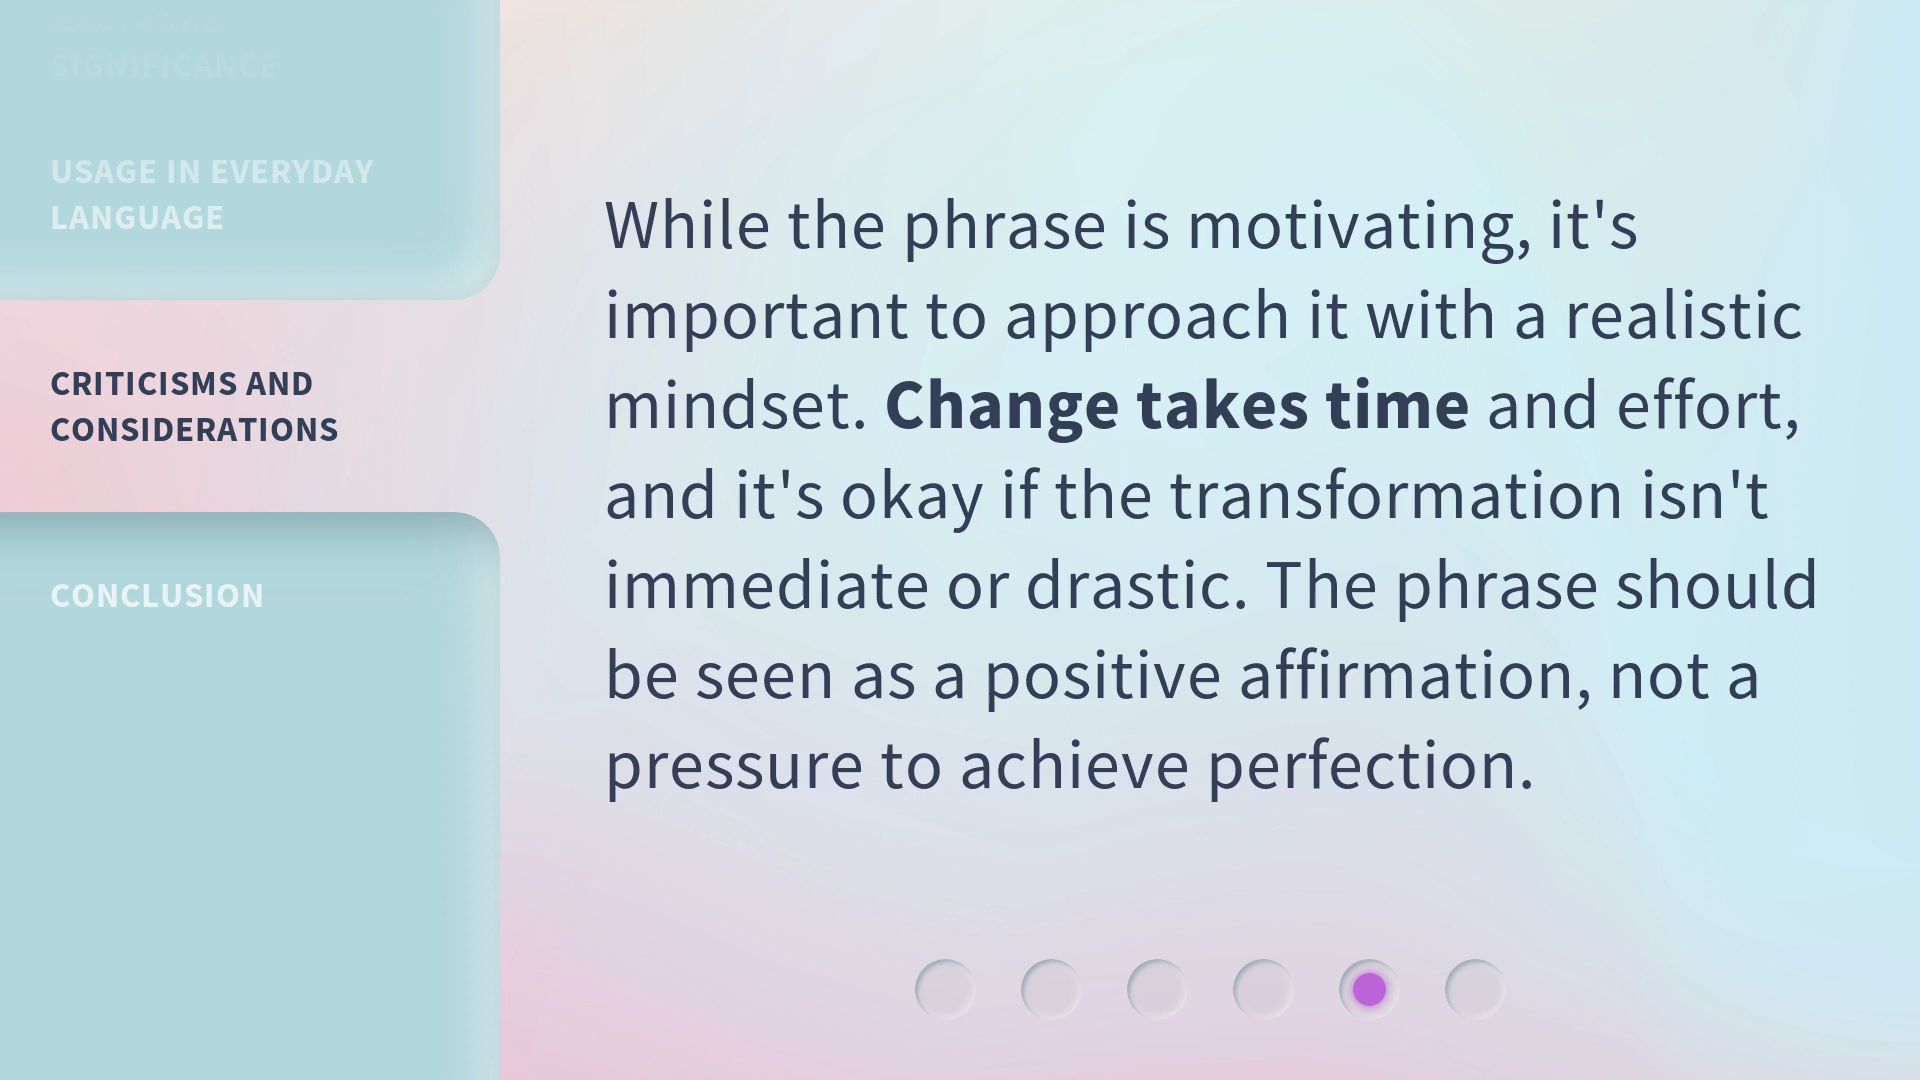 SIGNIFICANCE
USAGE IN EVERYDAY
LANGUAGE
CRITICISMS AND
CONSIDERATIONS
CONCLUSION
While the phrase is motivating, it's
important to approach it with a realistic
mindset. Change takes time and effort,
and it's okay if the transformation isn't
immediate or drastic. The phrase should
be seen as a positive affirmation, not a
pressure to achieve perfection.